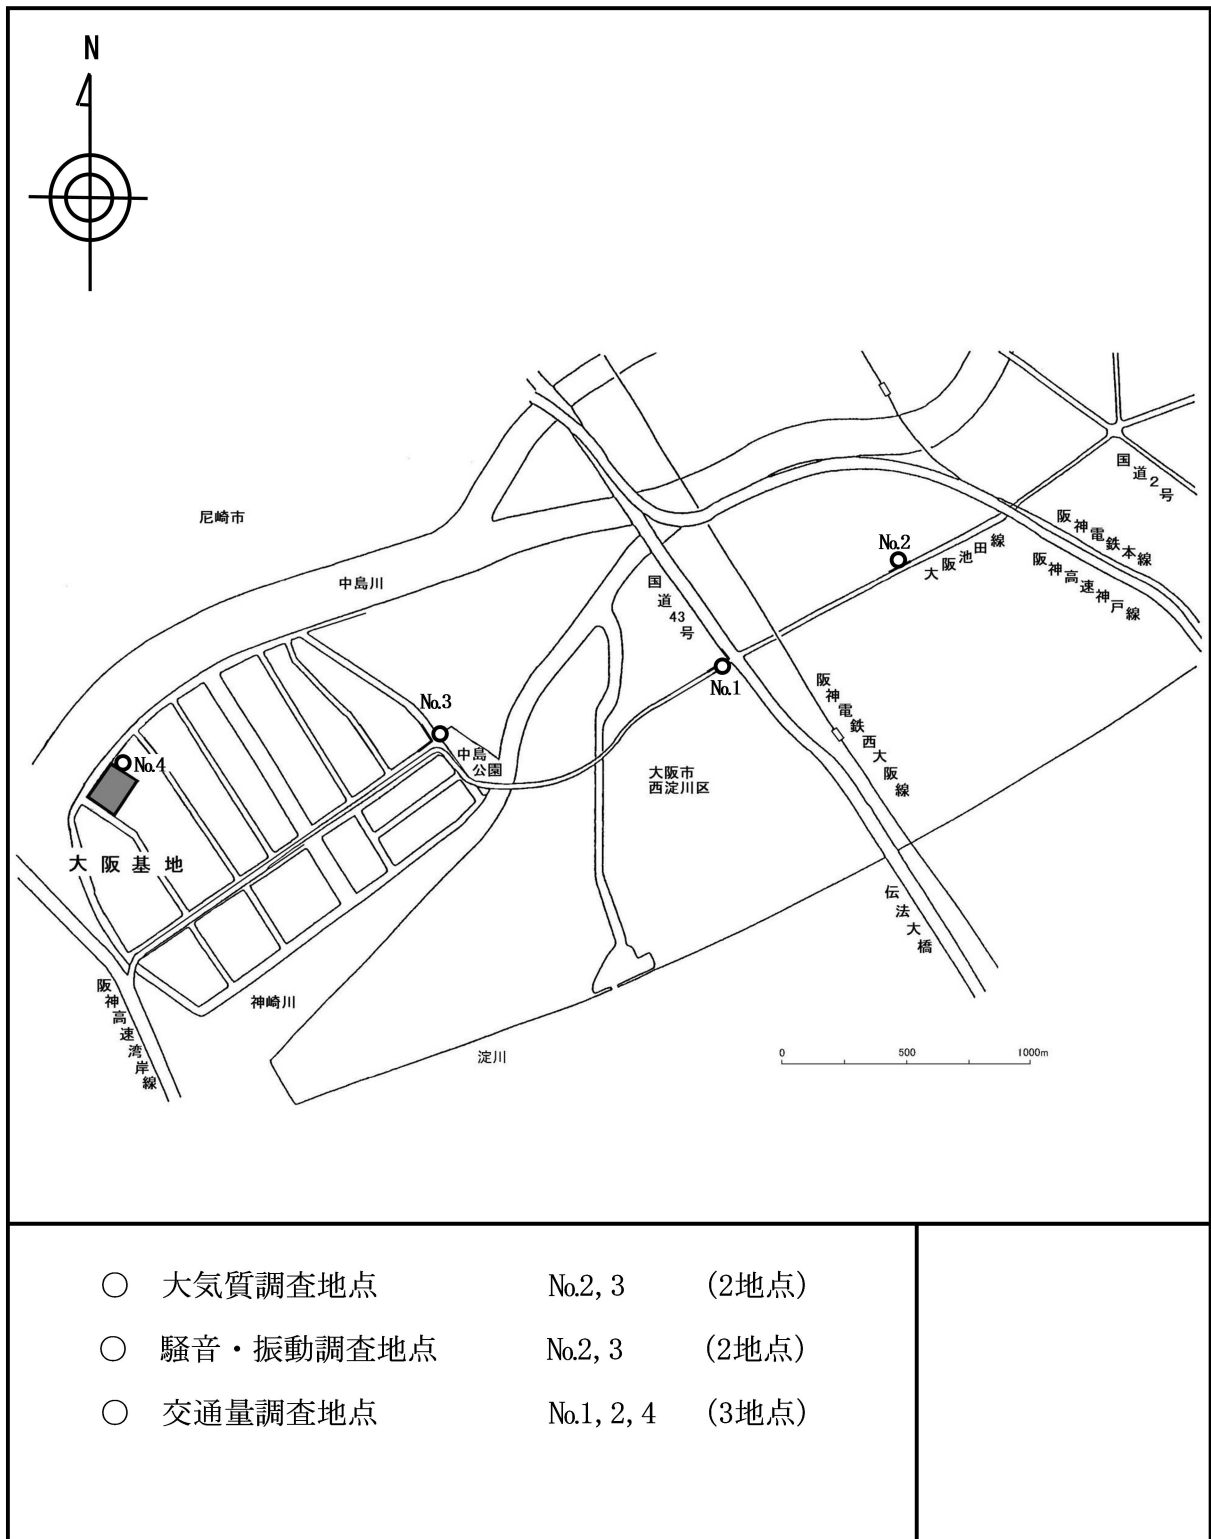 N
尼崎市
中島川
国道2号
阪神電鉄本線
阪神高速神戸線
No.2
大阪池田線
国道43号
No.1
阪神電鉄西大阪線
No.3
中島
公園
No.4
大阪市
西淀川区
大阪基地
伝法大橋
阪神高速湾岸線
神崎川
淀川
0 500 1000m
○ 大気質調査地点 No.2, 3 (2地点)
○ 騒音・振動調査地点 No.2, 3 (2地点)
○ 交通量調査地点 No.1, 2, 4 (3地点)